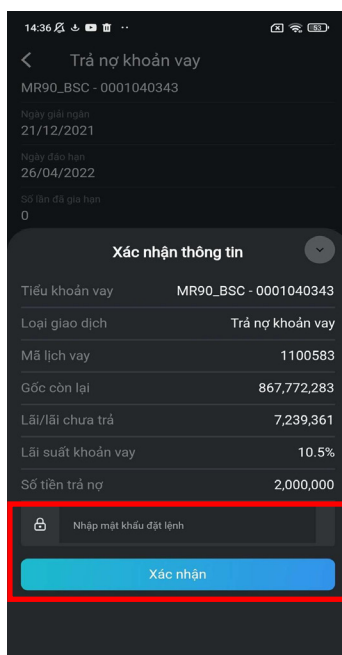 14:36
53
Trả nợ khoản vay
MR90_BSC - 0001040343
Ngày giải ngân
21/12/2021
Ngày đáo hạn
26/04/2022
Số lần đã gia hạn
0
Xác nhận thông tin
Tiểu khoản vay MR90_BSC - 0001040343
Loại giao dịch Trả nợ khoản vay
Mã lịch vay 1100583
Gốc còn lại 867,772,283
Lãi/lãi chưa trả 7,239,361
Lãi suất khoản vay 10.5%
Số tiền trả nợ 2,000,000
Nhập mật khẩu đặt lệnh
Xác nhận